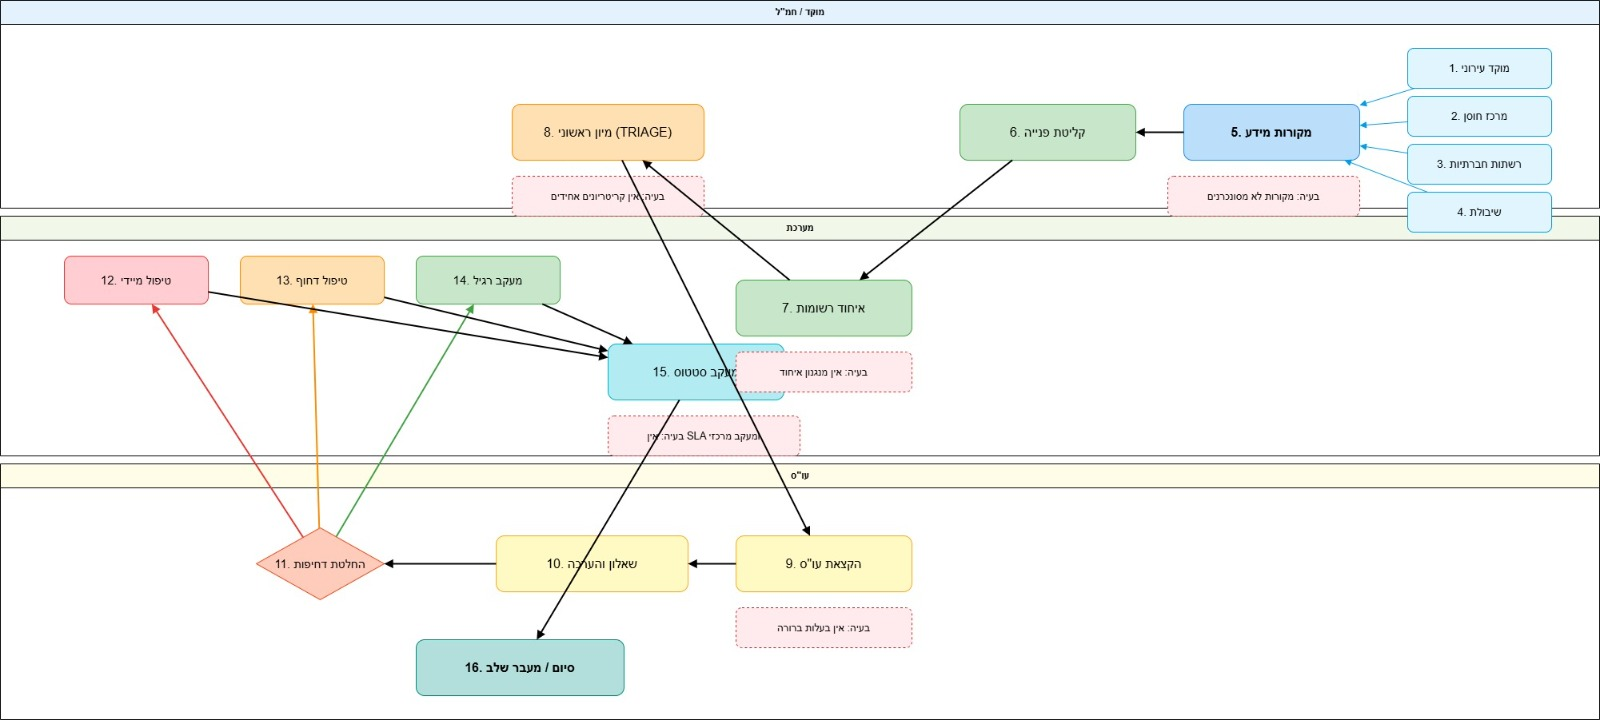 מוקד / חמ"ל
1. מוקד עירוני
2. מרכז חוסן
3. רשתות חברתיות
4. שיבולת
5. מקורות מידע
בעיה: מקורות לא מסונכרנים
6. קליטת פנייה
8. מיון ראשוני (TRIAGE)
בעיה: אין קריטריונים אחידים
מערכת
7. איחוד רשומות
בעיה: אין מנגנון איחוד
14. מעקב רגיל
13. טיפול דחוף
12. טיפול מיידי
15. מעקב סטטוס
בעיה: אין SLA ומעקב מרכזי
עו"ס
9. הקצאת עו"ס
בעיה: אין בעלות ברורה
10. שאלון והערכה
11. החלטת דחיפות
16. סיום / מעבר שלב